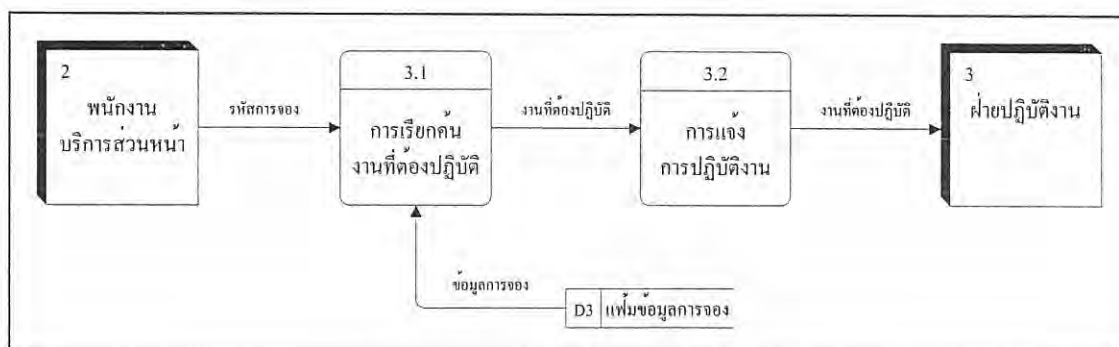 2
พนักงาน
บริการส่วนหน้า
รหัสการจอง
3.1
การเรียกค้น
งานที่ต้องปฏิบัติ
งานที่ต้องปฏิบัติ
3.2
การแจ้ง
การปฏิบัติงาน
งานที่ต้องปฏิบัติ
3
ฝ่ายปฏิบัติงาน
ข้อมูลการจอง
D3 แฟ้มข้อมูลการจอง